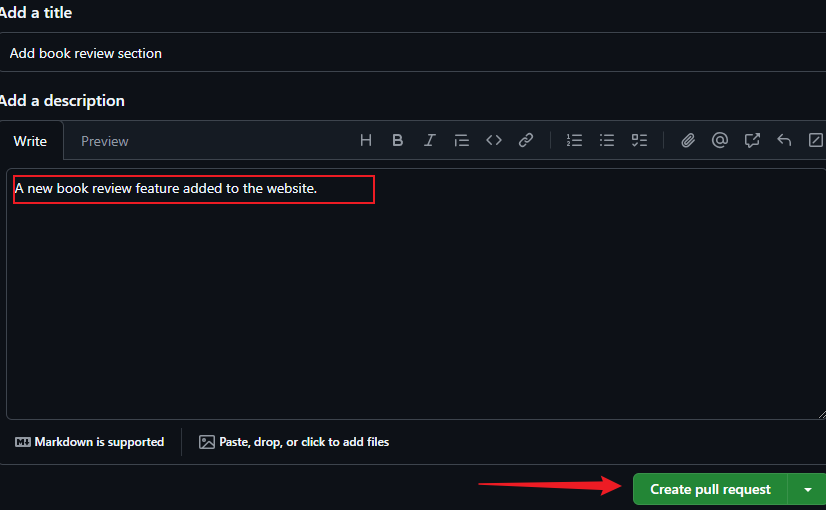 Add a title
Add book review section
Add a description
Write Preview
A new book review feature added to the website.
Markdown is supported
Paste, drop, or click to add files
Create pull request